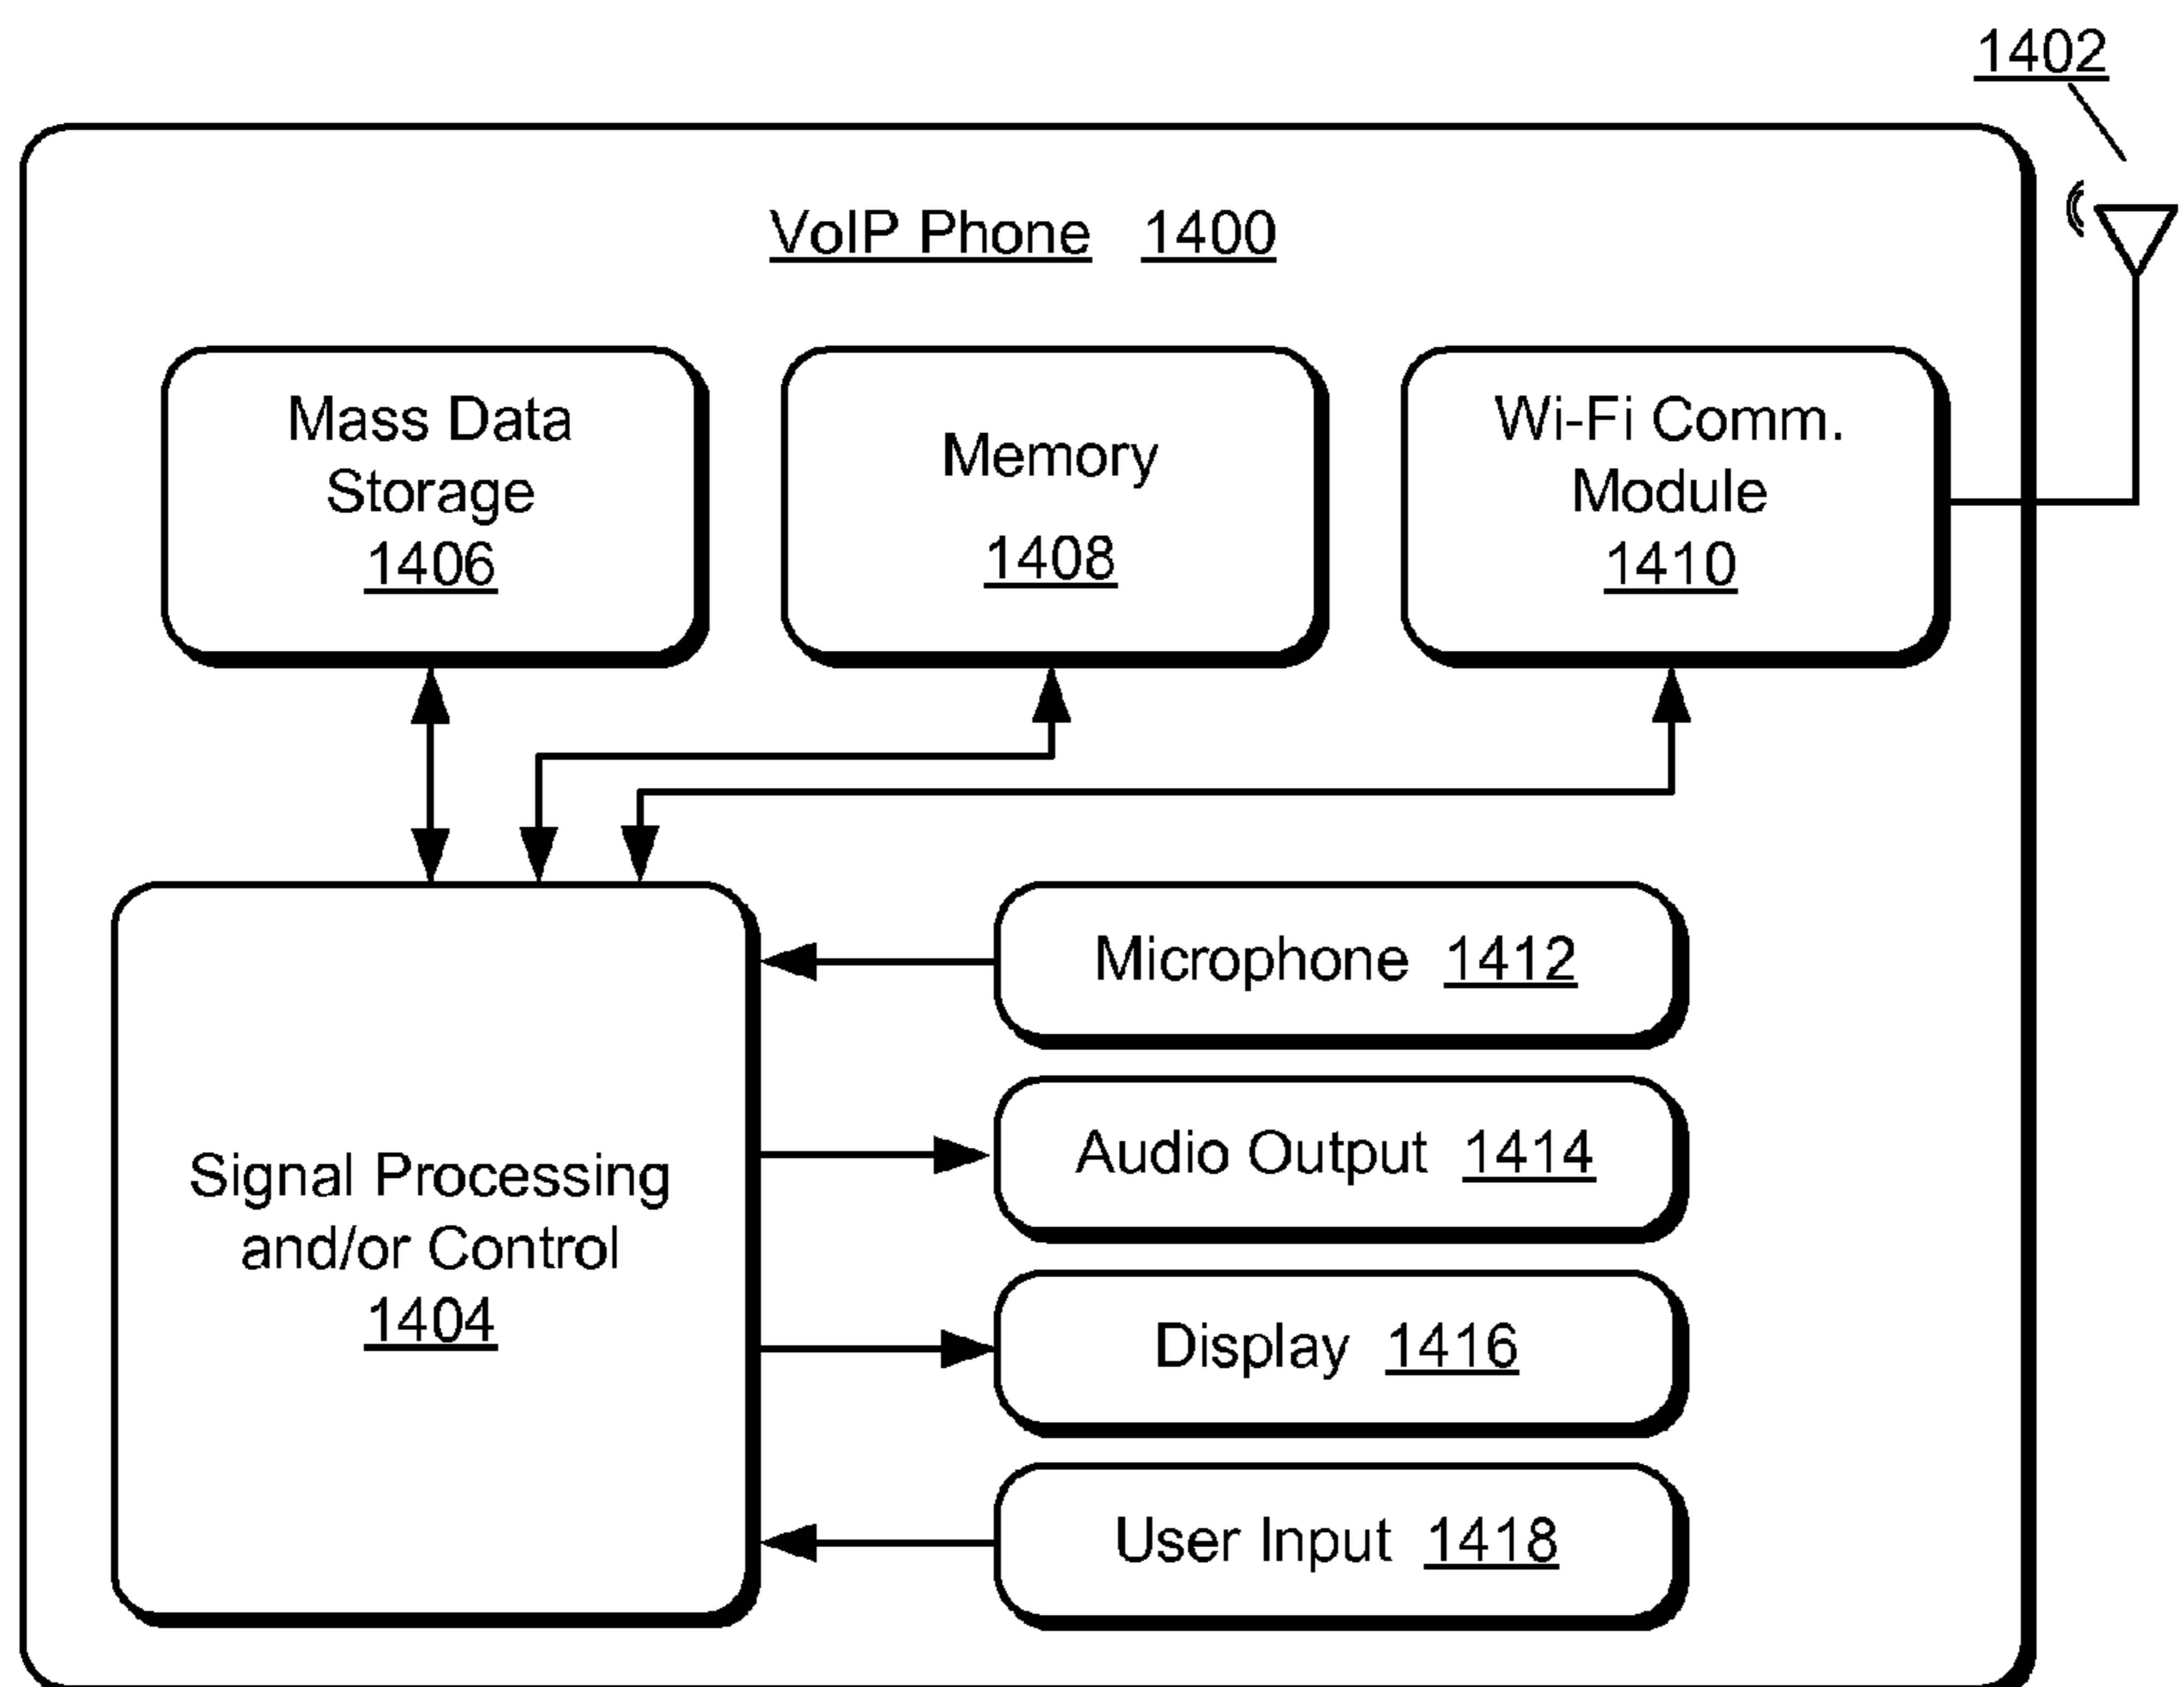 1402
VoIP Phone 1400
Mass Data
Storage
1406
Memory
1408
Wi-Fi Comm.
Module
1410
Signal Processing
and/or Control
1404
Microphone 1412
Audio Output 1414
Display 1416
User Input 1418